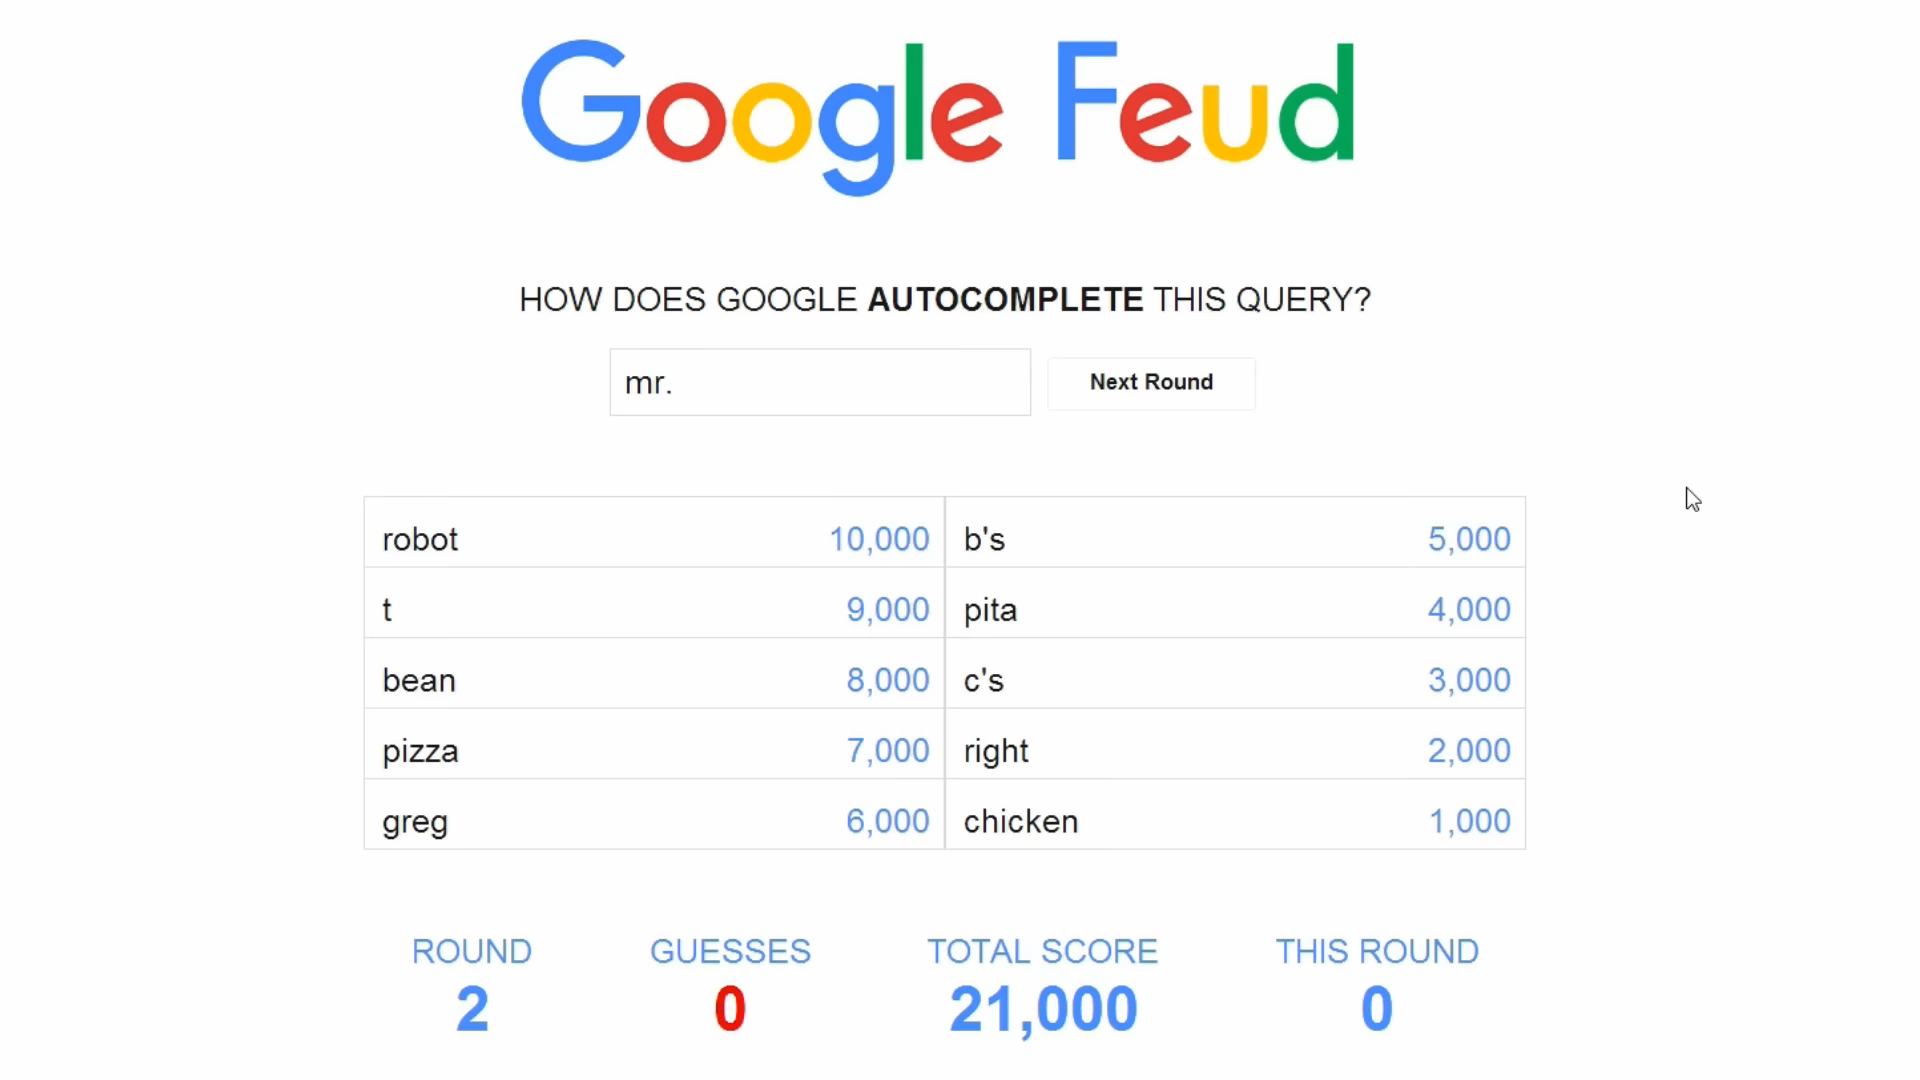 Google Feud
HOW DOES GOOGLE AUTOCOMPLETE THIS QUERY?
mr.
Next Round
robot 10,000 b's 5,000
t 9,000 pita 4,000
bean 8,000 c's 3,000
pizza 7,000 right 2,000
greg 6,000 chicken 1,000
ROUND GUESSES TOTAL SCORE THIS ROUND
2 0 21,000 0